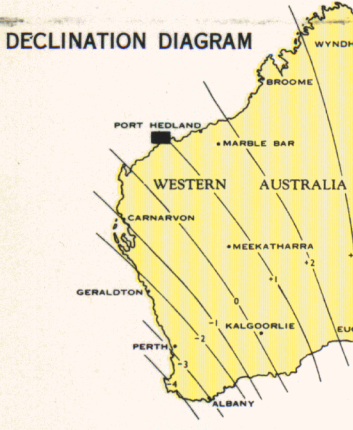 DECLINATION DIAGRAM
WYNDH
BROOME
PORT HEDLAND
MARBLE BAR
WESTERN AUSTRALIA
CARNARVON
MEEKATHARRA
+2
+1
GERALDTON
0
-1
KALGOORLIE
EUC
-2
PERTH
-3
-4
ALBANY